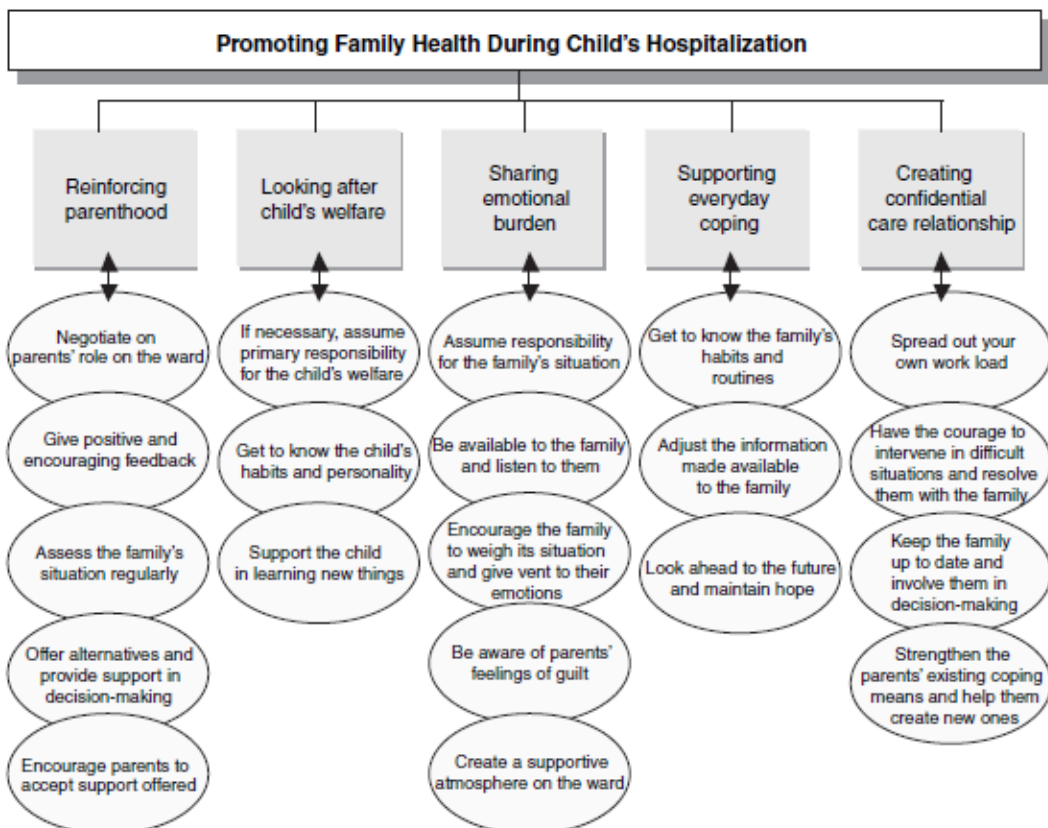 Promoting Family Health During Child's Hospitalization
Reinforcing
parenthood
Looking after
child's welfare
Sharing
emotional
burden
Supporting
everyday
coping
Creating
confidential
care relationship
Negotiate on
parents' role on the ward
Give positive and
encouraging feedback
Assess the family's
situation regularly
Offer alternatives and
provide support in
decision-making
Encourage parents to
accept support offered
If necessary, assume
primary responsibility
for the child's welfare
Get to know the child's
habits and personality
Support the child
in learning new things
Assume responsibility
for the family's situation
Be available to the family
and listen to them
Encourage the family
to weigh its situation
and give vent to their
emotions
Be aware of parents'
feelings of guilt
Create a supportive
atmosphere on the ward
Get to know the family's
habits and
routines
Adjust the information
made available
to the family
Look ahead to the future
and maintain hope
Spread out your
own work load
Have the courage to
intervene in difficult
situations and resolve
them with the family
Keep the family
up to date and
involve them in
decision-making
Strengthen the
parents' existing coping
means and help them
create new ones